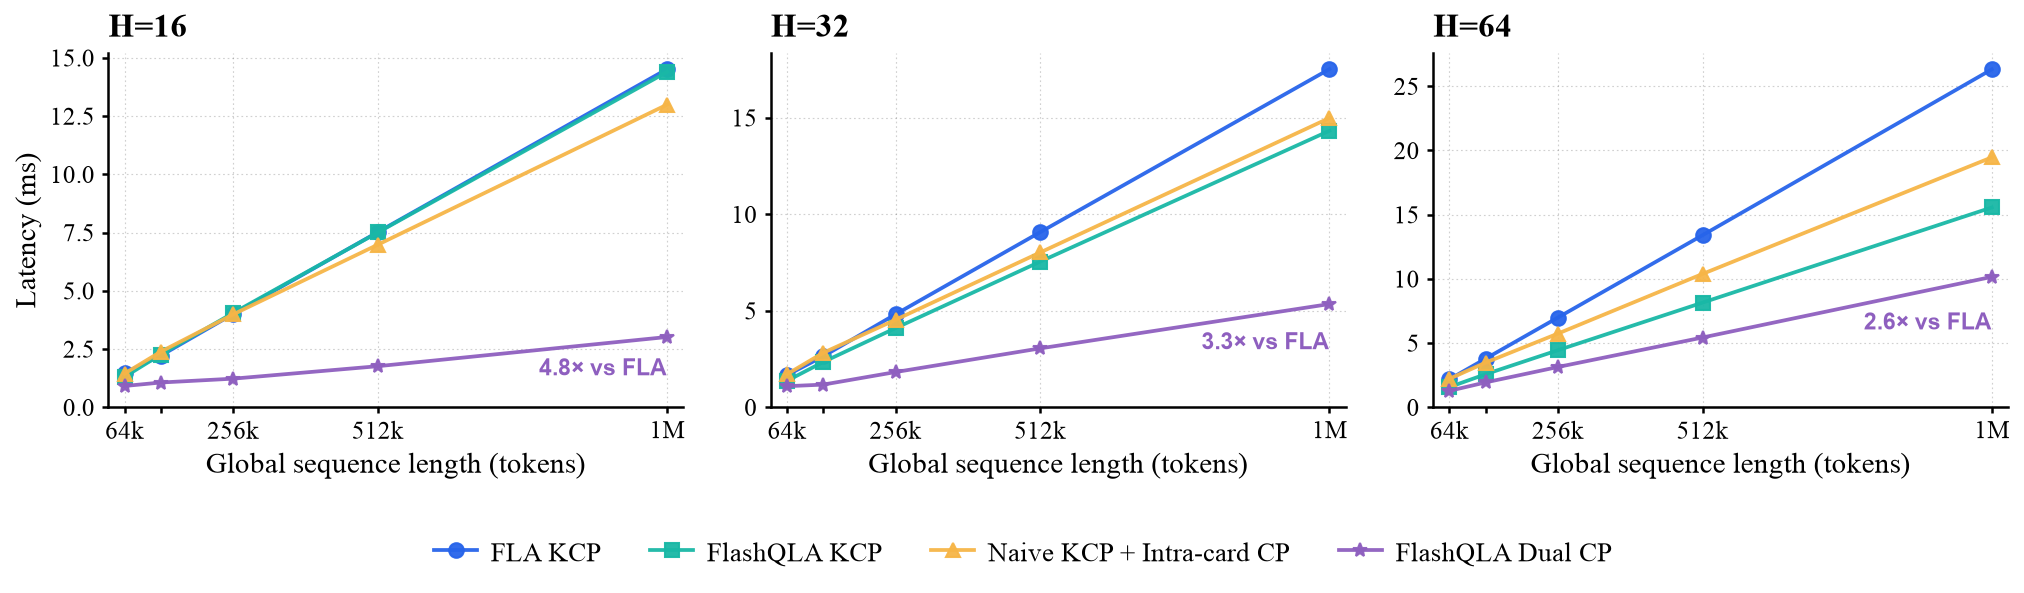 H=16
15.0
12.5
10.0
7.5
5.0
2.5
0.0
Latency (ms)
4.8× vs FLA
64k 256k 512k 1M
Global sequence length (tokens)
H=32
15
10
5
0
3.3× vs FLA
64k 256k 512k 1M
Global sequence length (tokens)
H=64
25
20
15
10
5
0
2.6× vs FLA
64k 256k 512k 1M
Global sequence length (tokens)
FLA KCP FlashQLA KCP Naive KCP + Intra-card CP FlashQLA Dual CP